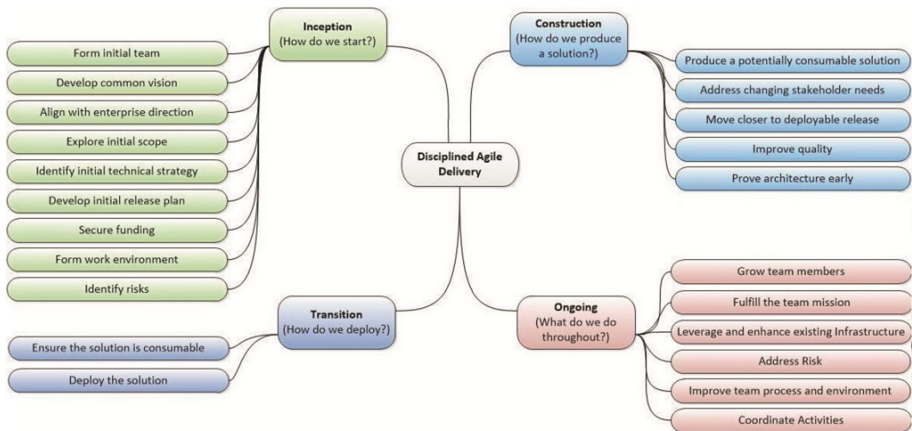 Inception
(How do we start?)
Form initial team
Develop common vision
Align with enterprise direction
Explore initial scope
Identify initial technical strategy
Develop initial release plan
Secure funding
Form work environment
Identify risks
Construction
(How do we produce
a solution?)
Produce a potentially consumable solution
Address changing stakeholder needs
Move closer to deployable release
Improve quality
Prove architecture early
Disciplined Agile
Delivery
Transition
(How do we deploy?)
Ensure the solution is consumable
Deploy the solution
Ongoing
(What do we do
throughout?)
Grow team members
Fulfill the team mission
Leverage and enhance existing Infrastructure
Address Risk
Improve team process and environment
Coordinate Activities